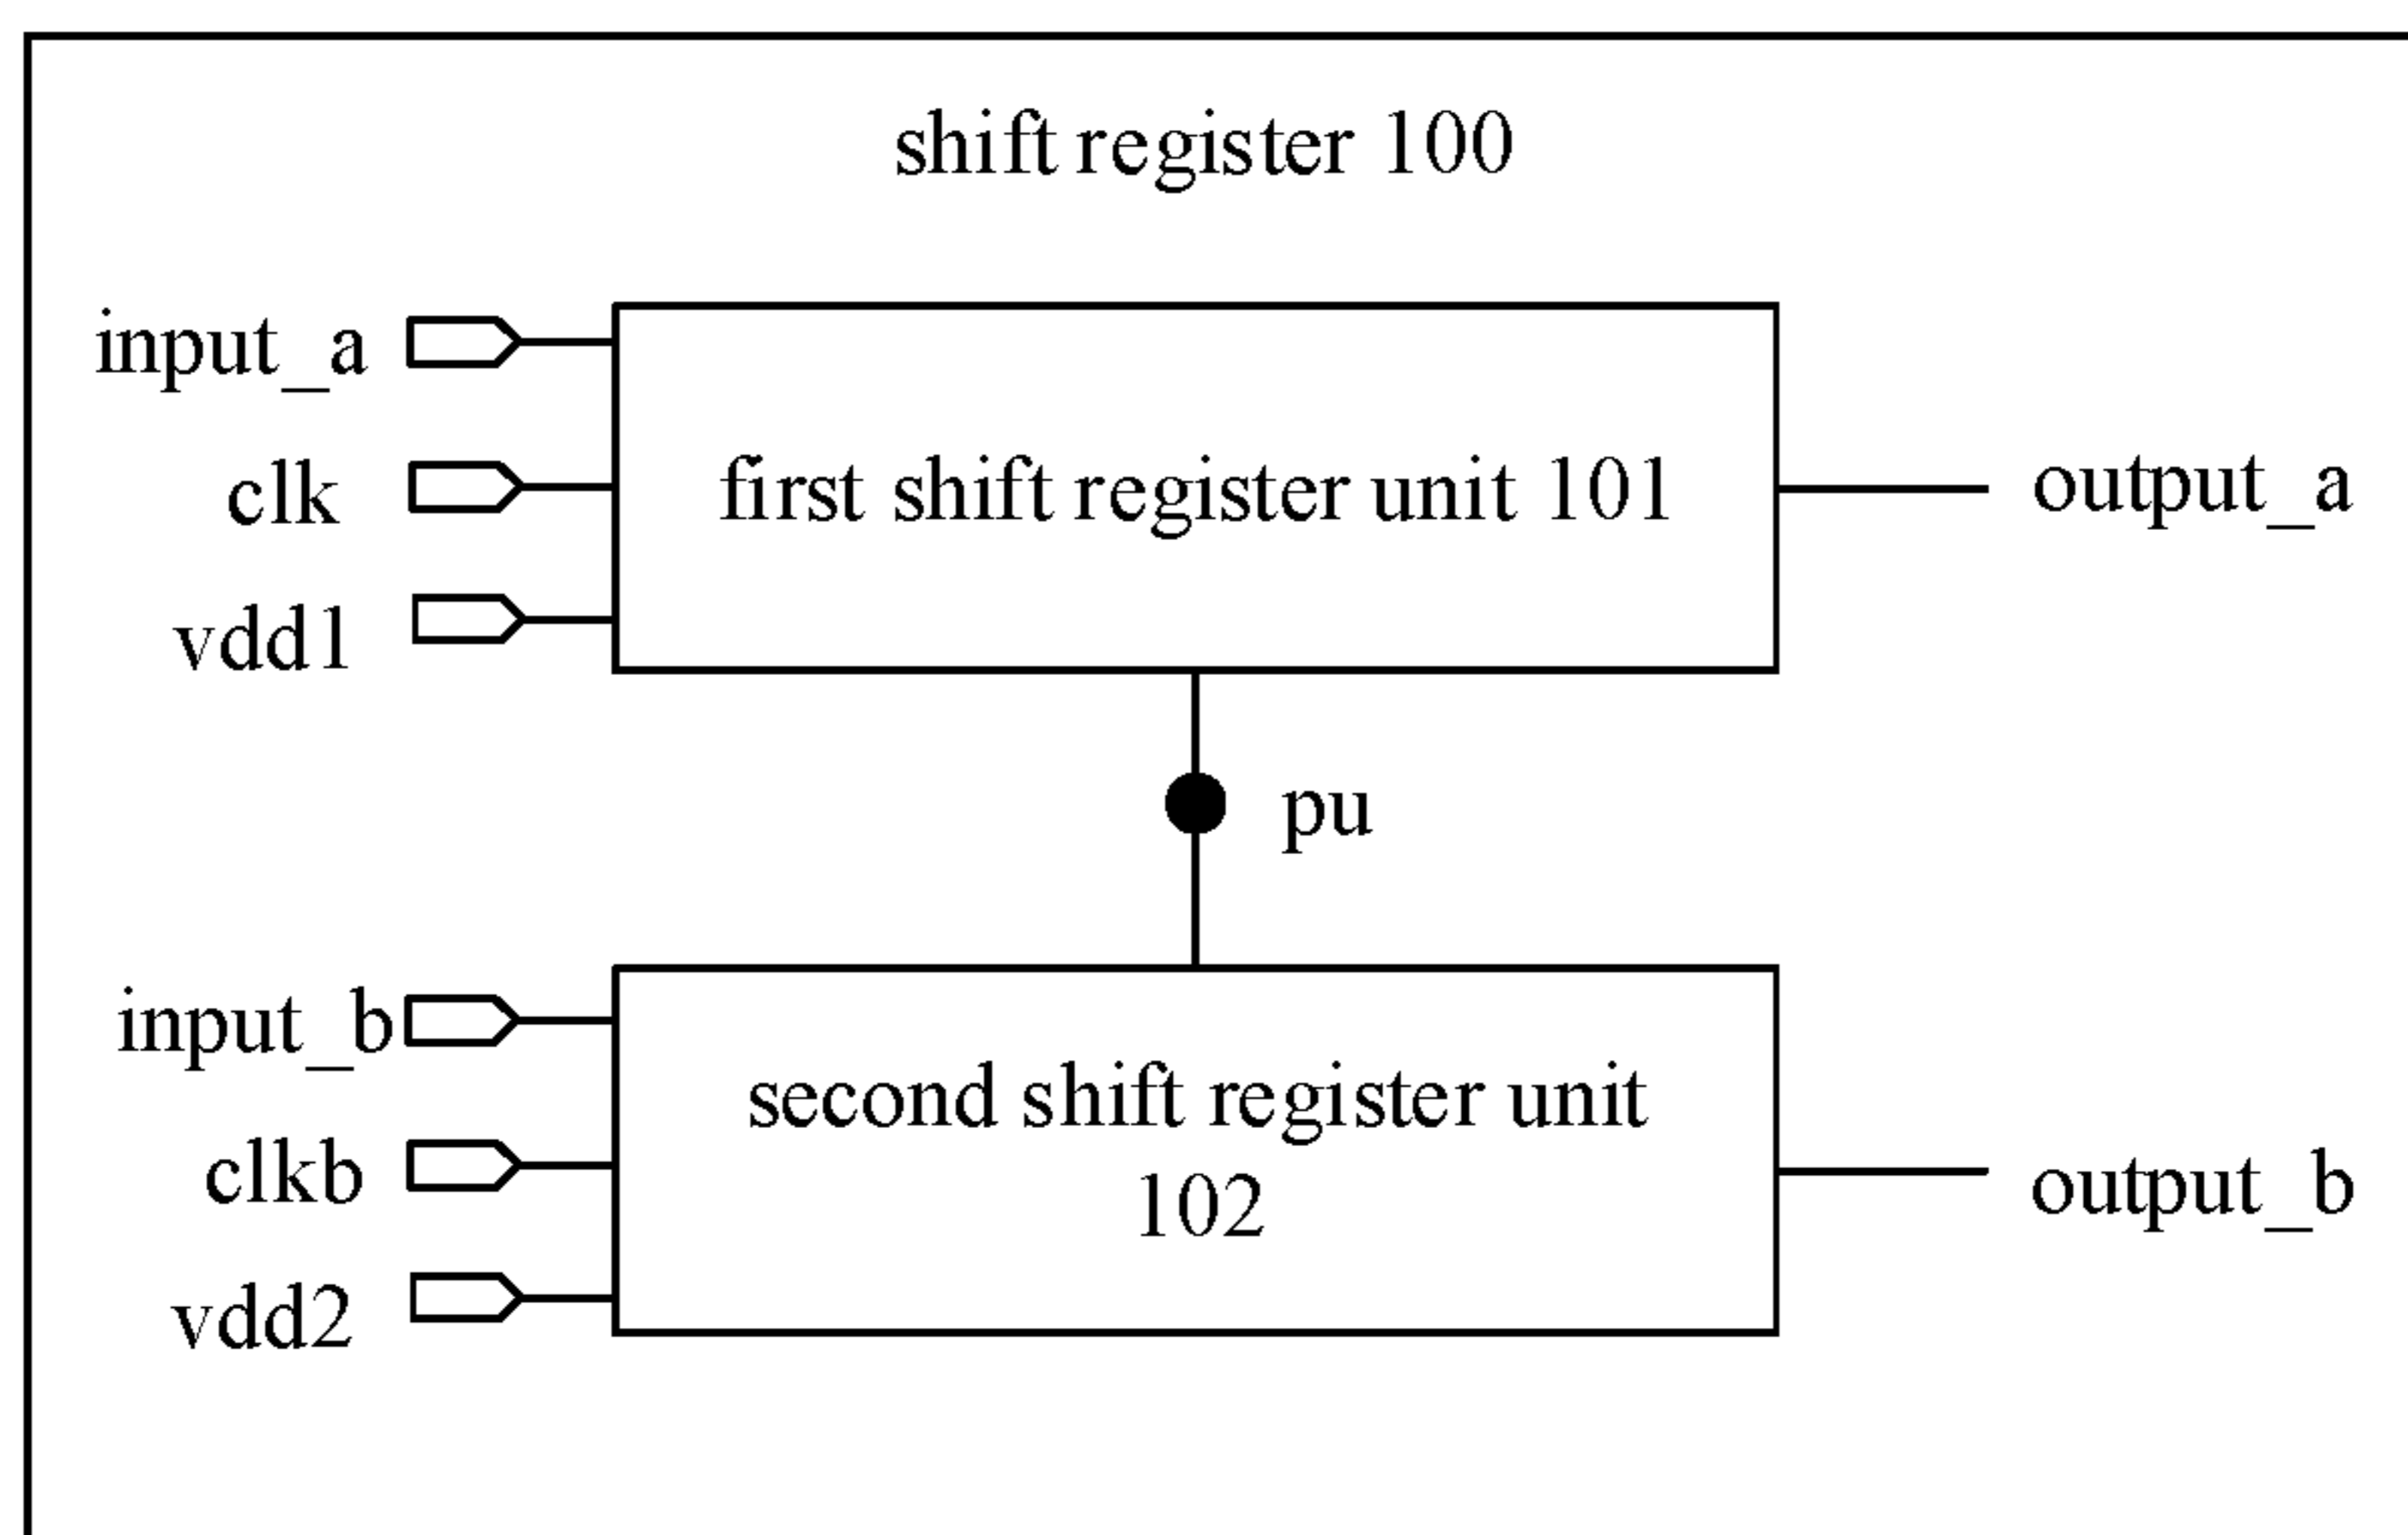 shift register 100
input_a
clk
vdd1
first shift register unit 101
output_a
pu
input_b
clkb
vdd2
second shift register unit
102
output_b